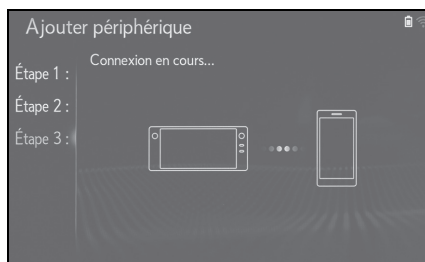 Ajouter périphérique
Connexion en cours...
Étape 1 :
Étape 2 :
Étape 3 :